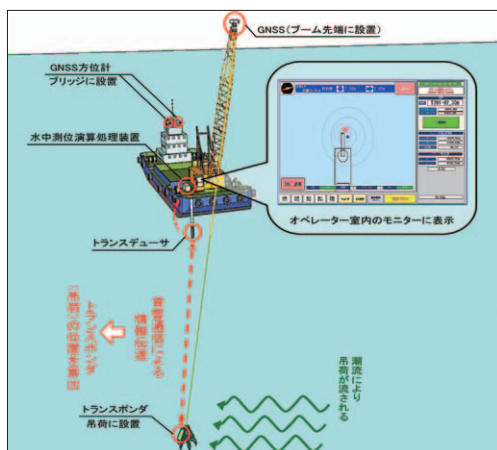 GNSS(ブーム先端に設置)
GNSS方位計
ブリッジに設置
水中測位演算処理装置
オペレーター室内のモニターに表示
トランスデューサ
音響通信による
情報伝達
トランスポンダ
(吊荷)の位置を算出
潮流により
吊荷が流される
トランスポンダ
吊荷に設置